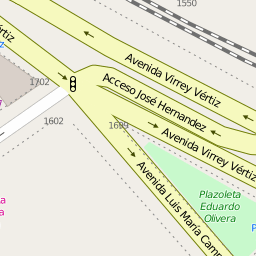 1550
értiz
Avenida Virrey Vértiz
Acceso José Hernandez
1702
1602
1699
Avenida Virrey Vértiz
Avenida Luis María Camp
Plazoleta
Eduardo
Olivera